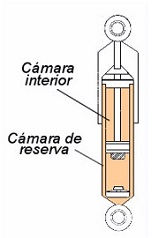 Cámara
interior
Cámara de
reserva